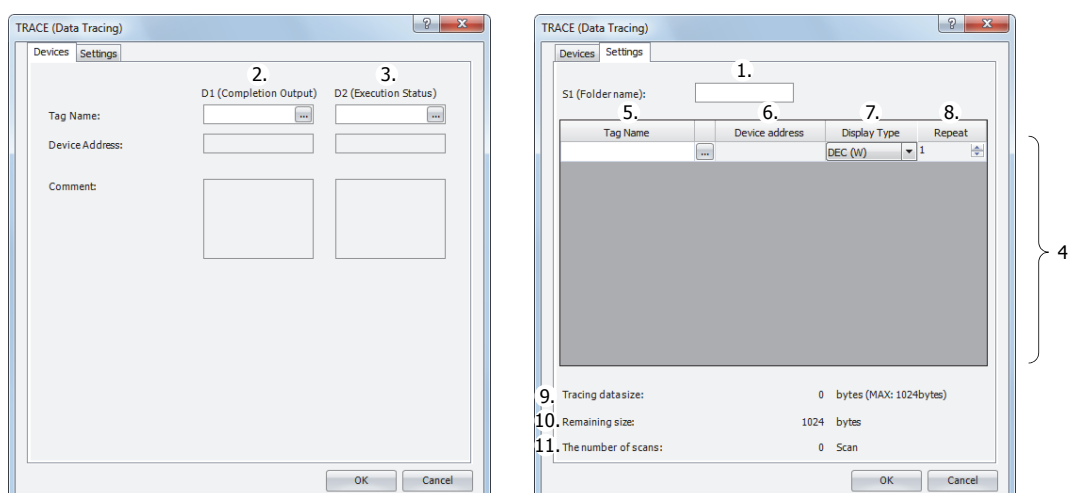 TRACE (Data Tracing)
?
x
Devices Settings
2. 3.
D1 (Completion Output) D2 (Execution Status)
Tag Name: ... ...
Device Address:
Comment:
OK Cancel
TRACE (Data Tracing)
?
x
Devices Settings
1.
S1 (Folder name):
5. 6. 7. 8.
Tag Name Device address Display Type Repeat
... DEC (W) 1
4
9. Tracing data size: 0 bytes (MAX: 1024bytes)
10. Remaining size: 1024 bytes
11. The number of scans: 0 Scan
OK Cancel